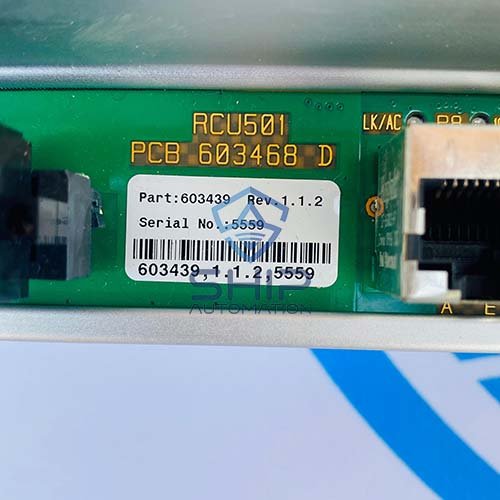 RCU501
PCB 603468 D
LK/AC
Part:603439 Rev.1.1.2
Serial No.:5559
603439,1.1.2,5559
SHIP
AUTOMATION
A E